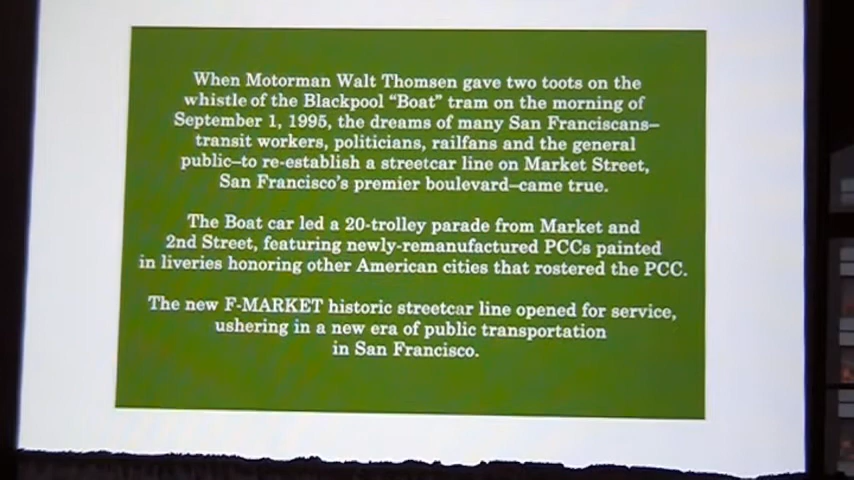 When Motorman Walt Thomsen gave two toots on the
whistle of the Blackpool “Boat” tram on the morning of
September 1, 1995, the dreams of many San Franciscans–
transit workers, politicians, railfans and the general
public–to re-establish a streetcar line on Market Street,
San Francisco’s premier boulevard–came true.
The Boat car led a 20-trolley parade from Market and
2nd Street, featuring newly-remanufactured PCCs painted
in liveries honoring other American cities that rostered the PCC.
The new F-MARKET historic streetcar line opened for service,
ushering in a new era of public transportation
in San Francisco.